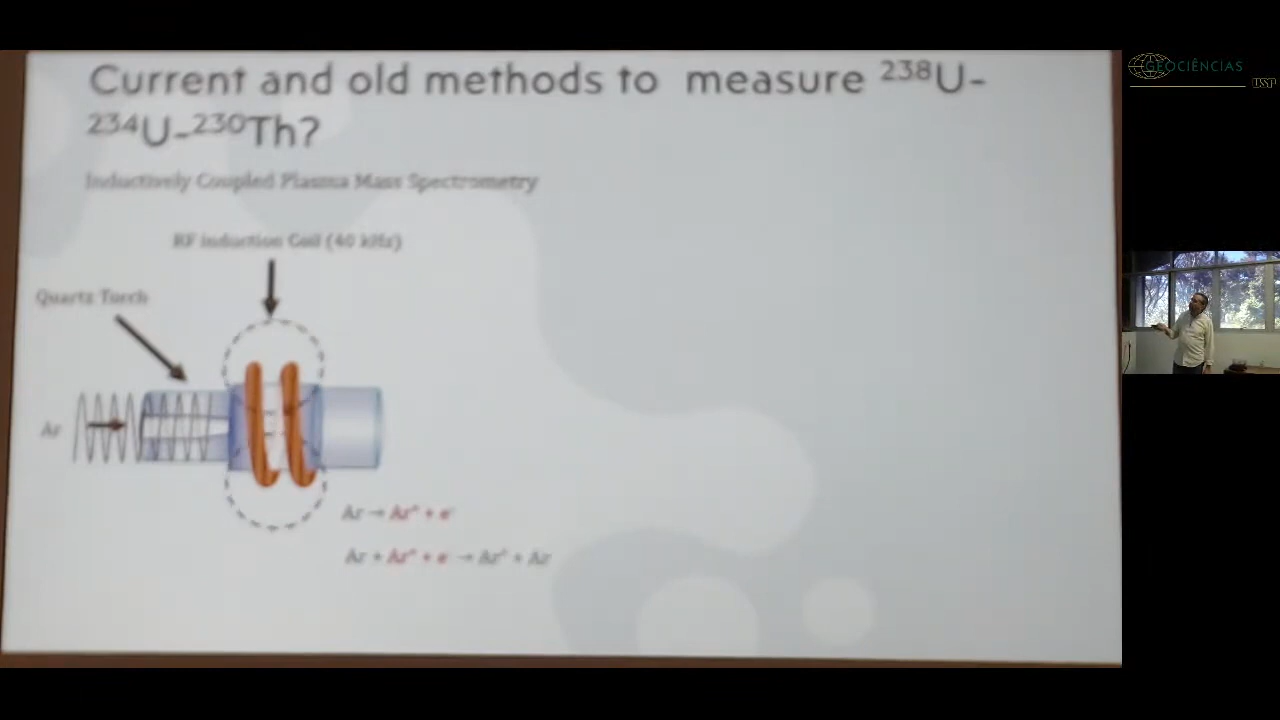 Current and old methods to measure ²³⁸U-
²³⁴U-²³⁰Th?
Inductively Coupled Plasma Mass Spectrometry
RF induction Coil (40 kHz)
Quartz Torch
Ar
Ar → Ar⁺ + e⁻
Ar + Ar⁺ + e → Ar⁺ + Ar
GEOCIÊNCIAS
USP